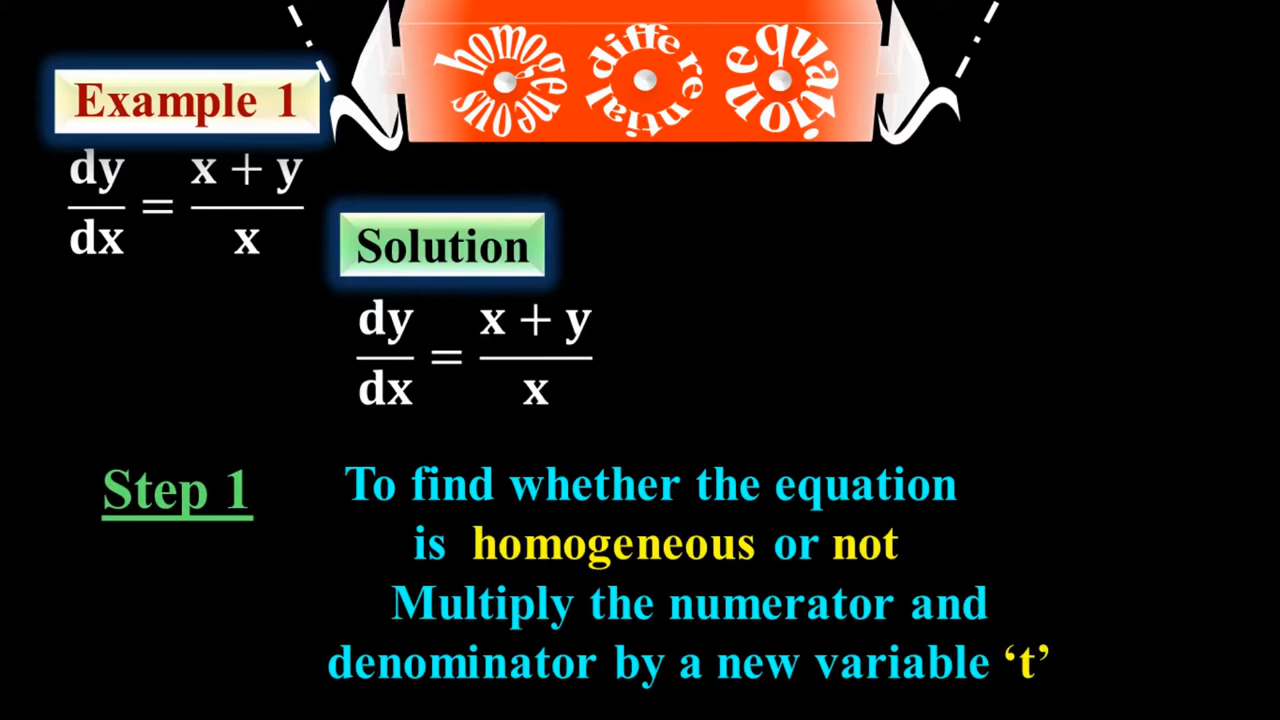 homogeneous differential equation
Example 1
dy/dx = x + y/x
Solution
dy/dx = x + y/x
Step 1
To find whether the equation
is homogeneous or not
Multiply the numerator and
denominator by a new variable ‘t’